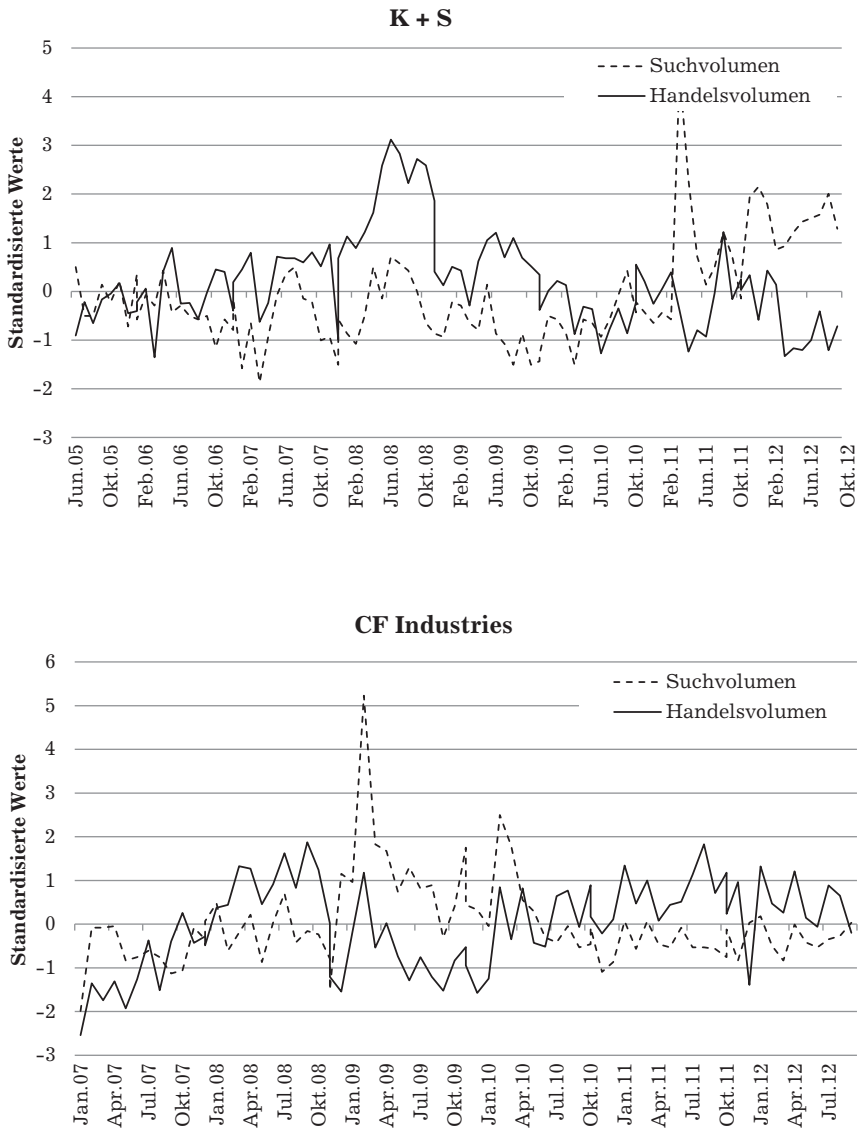 K + S
Standardisierte Werte
5
4
3
2
1
0
–1
–2
–3
Suchvolumen
Handelsvolumen
Jun.05
Okt.05
Feb.06
Jun.06
Okt.06
Feb.07
Jun.07
Okt.07
Feb.08
Jun.08
Okt.08
Feb.09
Jun.09
Okt.09
Feb.10
Jun.10
Okt.10
Feb.11
Jun.11
Okt.11
Feb.12
Jun.12
Okt.12
CF Industries
Standardisierte Werte
6
5
4
3
2
1
0
–1
–2
–3
Suchvolumen
Handelsvolumen
Jan.07
Apr.07
Jul.07
Okt.07
Jan.08
Apr.08
Jul.08
Okt.08
Jan.09
Apr.09
Jul.09
Okt.09
Jan.10
Apr.10
Jul.10
Okt.10
Jan.11
Apr.11
Jul.11
Okt.11
Jan.12
Apr.12
Jul.12